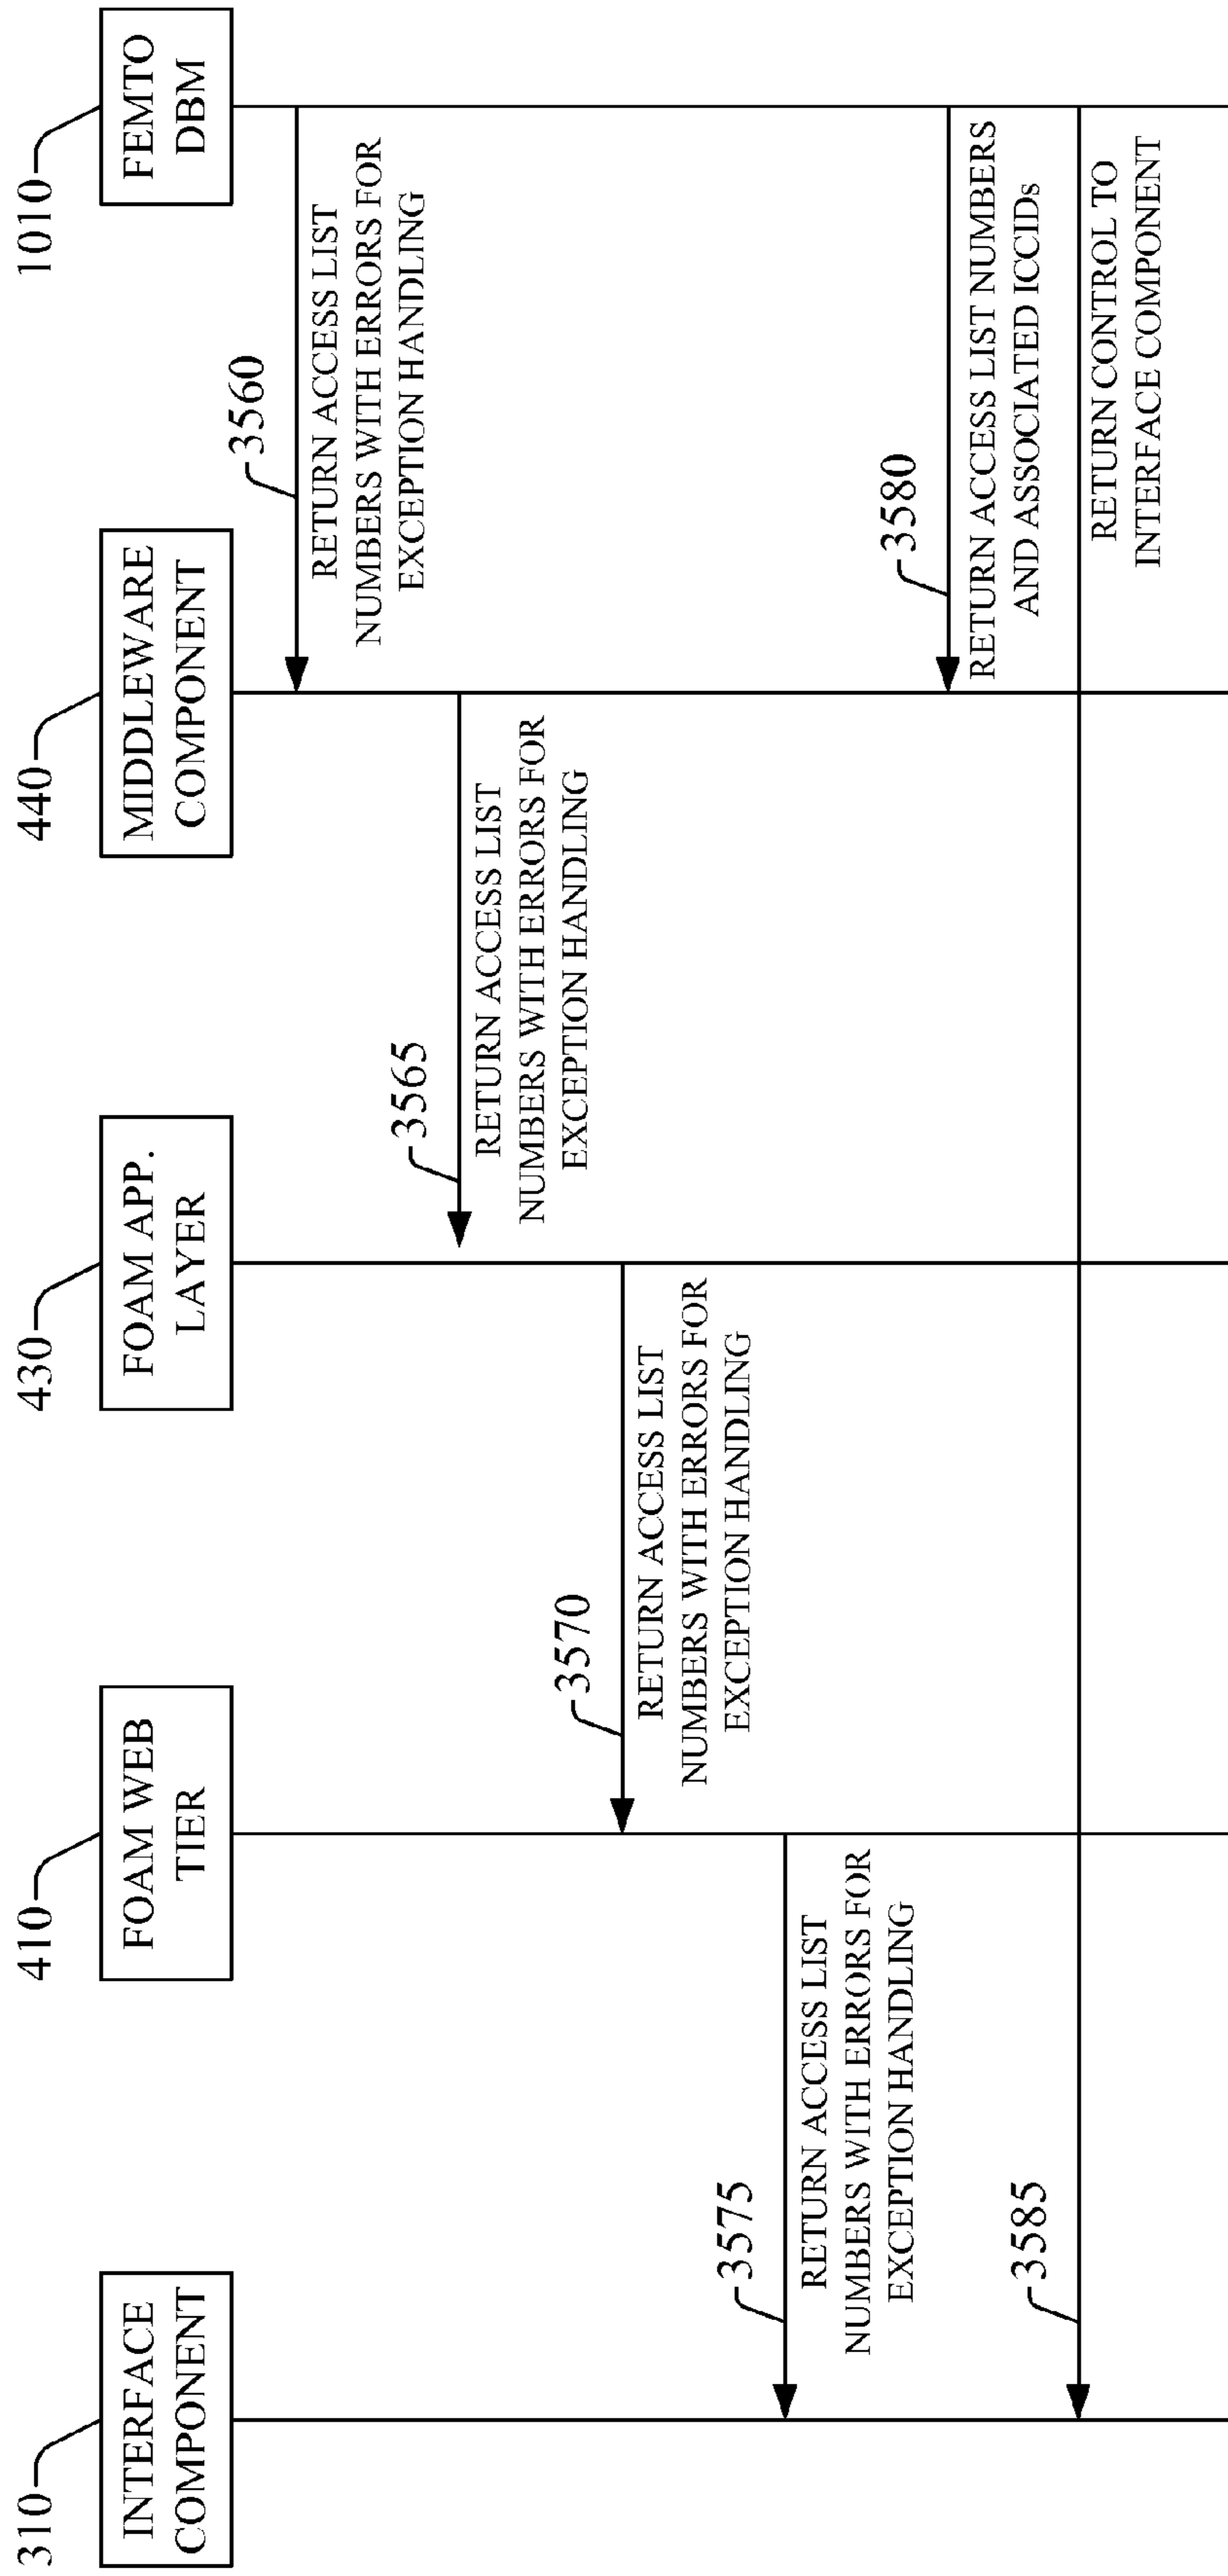 310
INTERFACE
COMPONENT
410
FOAM WEB
TIER
430
FOAM APP.
LAYER
440
MIDDLEWARE
COMPONENT
1010
FEMTO
DBM
3560
RETURN ACCESS LIST
NUMBERS WITH ERRORS FOR
EXCEPTION HANDLING
3565
RETURN ACCESS LIST
NUMBERS WITH ERRORS FOR
EXCEPTION HANDLING
3570
RETURN ACCESS LIST
NUMBERS WITH ERRORS FOR
EXCEPTION HANDLING
3575
RETURN ACCESS LIST
NUMBERS WITH ERRORS FOR
EXCEPTION HANDLING
3580
RETURN ACCESS LIST NUMBERS
AND ASSOCIATED ICCIDs
3585
RETURN CONTROL TO
INTERFACE COMPONENT